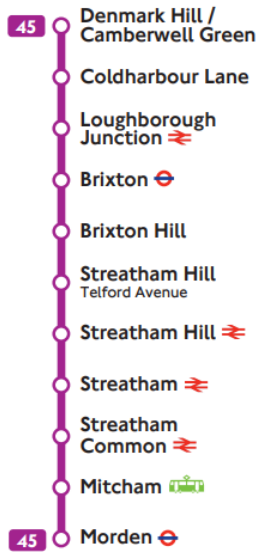 45
Denmark Hill /
Camberwell Green
Coldharbour Lane
Loughborough
Junction
Brixton
Brixton Hill
Streatham Hill
Telford Avenue
Streatham Hill
Streatham
Streatham
Common
Mitcham
45
Morden